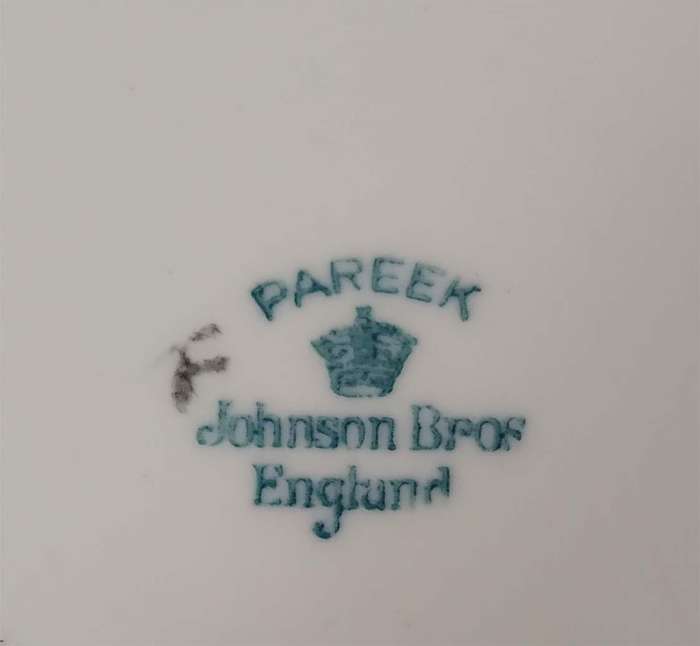 PAREEK
F
Johnson Bros
England